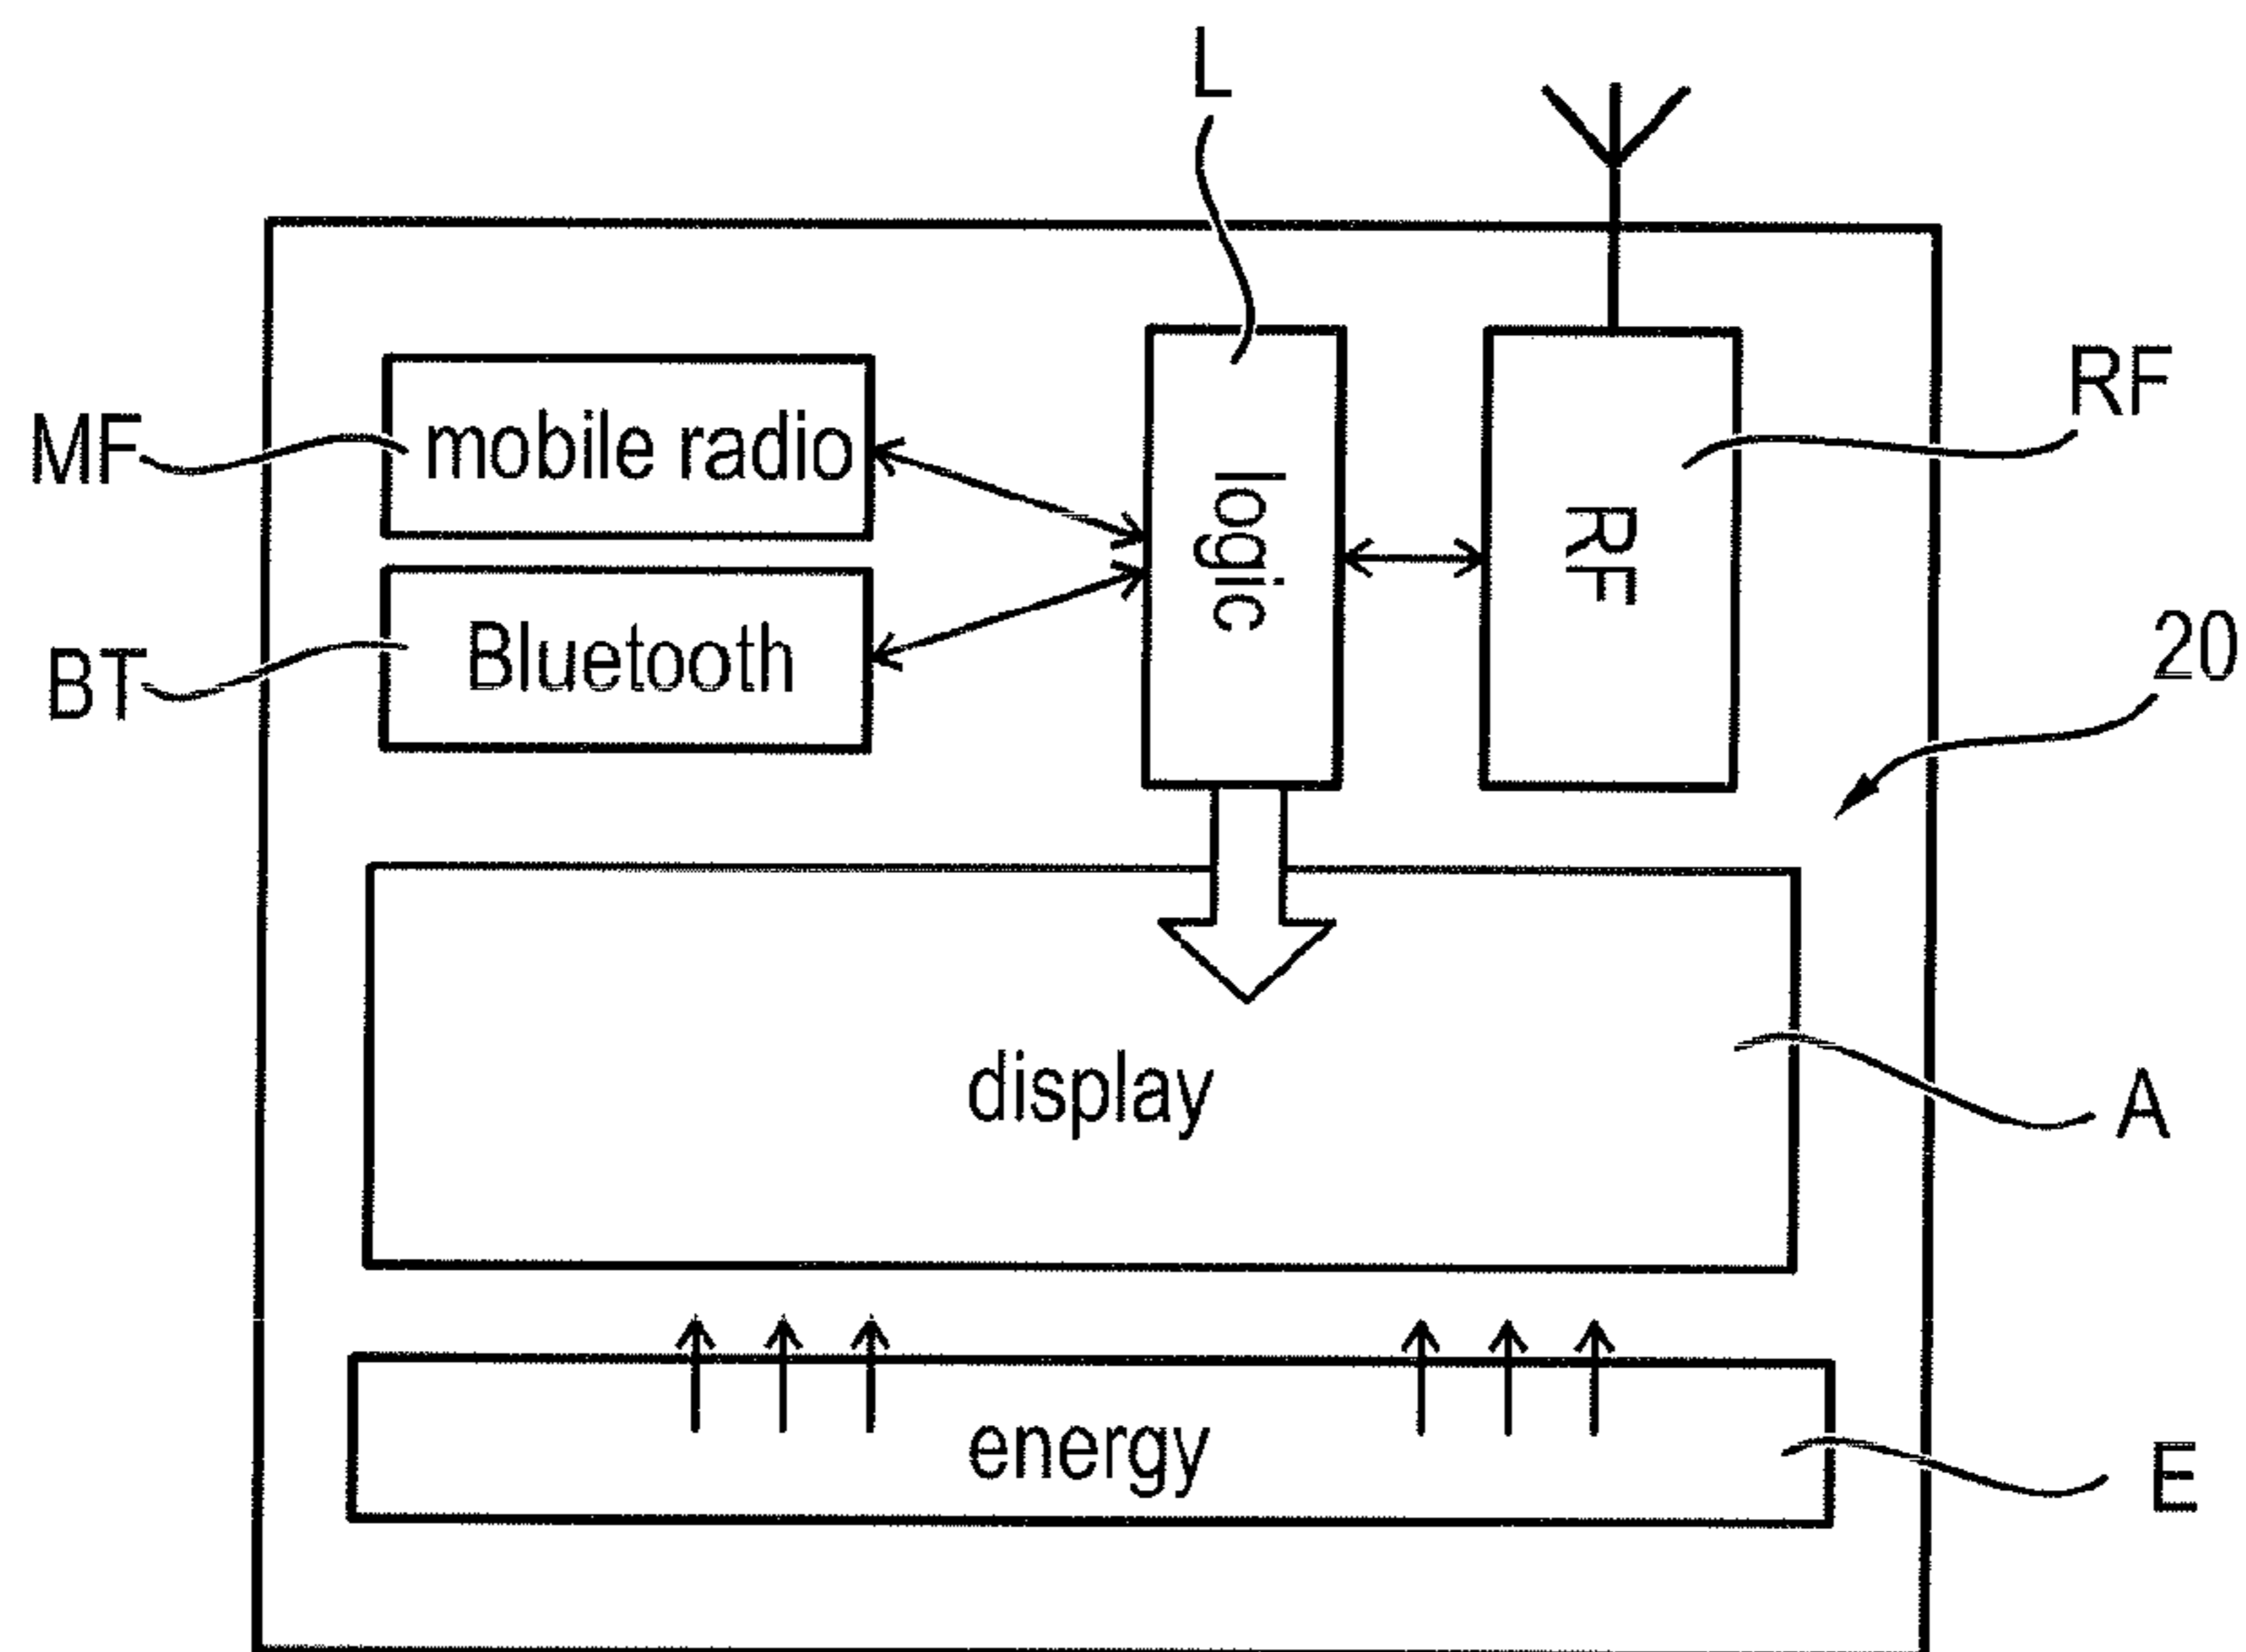 L
MF
mobile radio
logic
RF
RF
BT
Bluetooth
20
display
A
energy
E